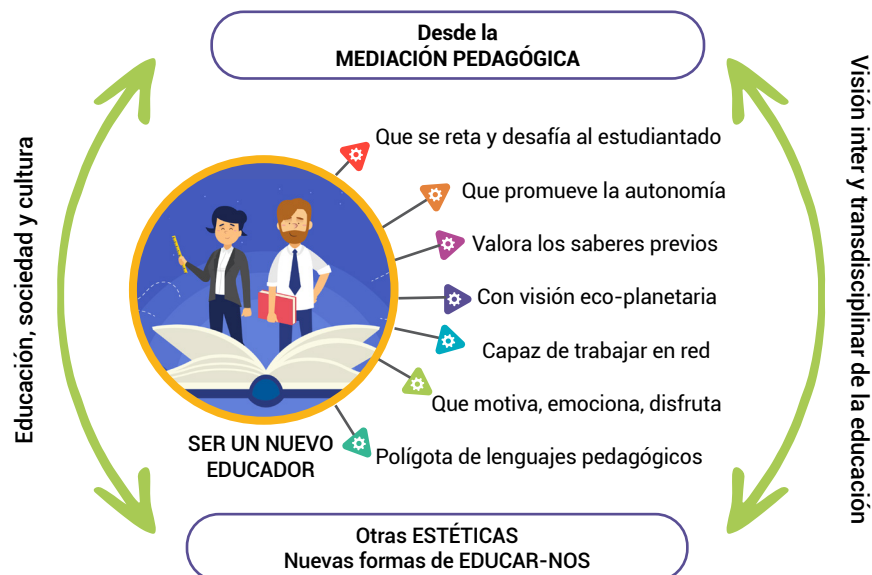 Desde la
MEDIACIÓN PEDAGÓGICA
Educación, sociedad y cultura
Que se reta y desafía al estudiantado
Que promueve la autonomía
Valora los saberes previos
Con visión eco-planetaria
Capaz de trabajar en red
Que motiva, emociona, disfruta
Polígota de lenguajes pedagógicos
SER UN NUEVO
EDUCADOR
Visión inter y transdisciplinar de la educación
Otras ESTÉTICAS
Nuevas formas de EDUCAR-NOS